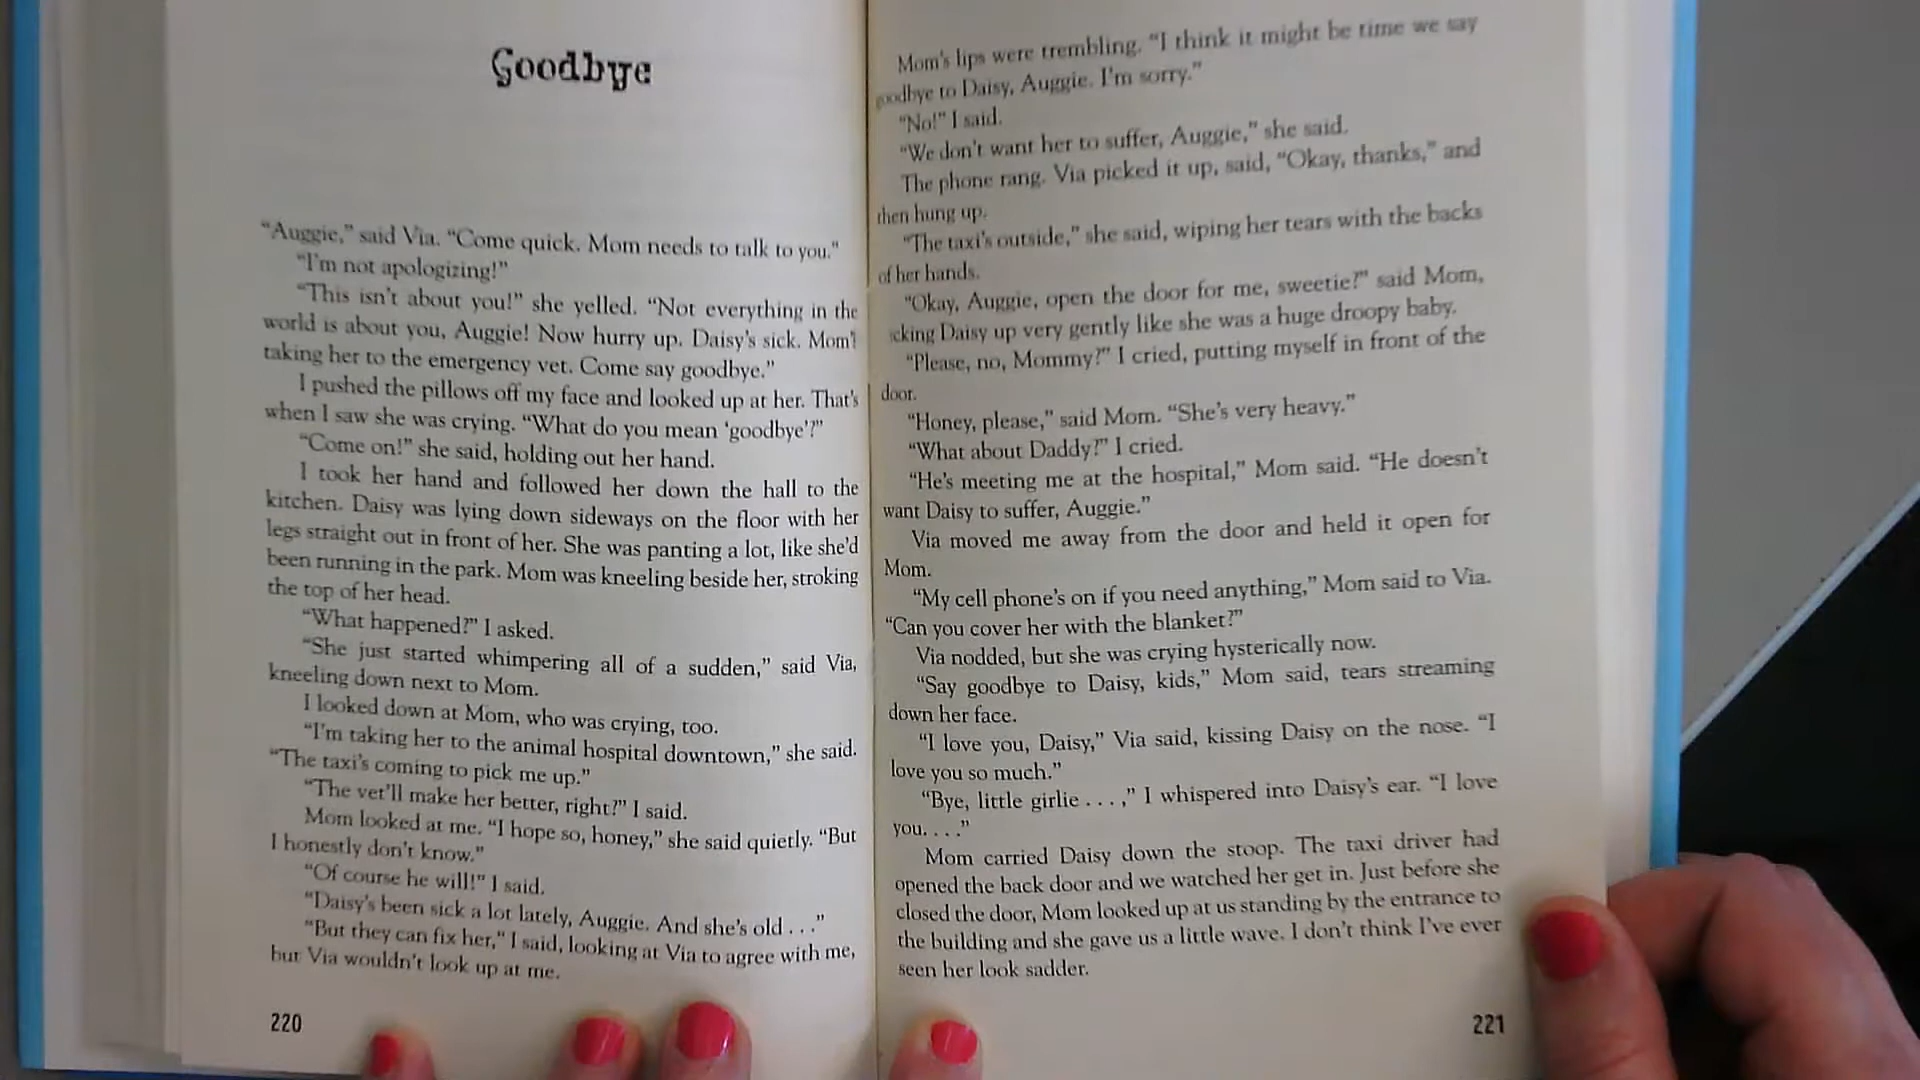 Goodbye
"Auggie," said Via. "Come quick. Mom needs to talk to you."
"I'm not apologizing!"
"This isn't about you!" she yelled. "Not everything in the
world is about you, Auggie! Now hurry up. Daisy's sick. Mom's
taking her to the emergency vet. Come say goodbye."
I pushed the pillows off my face and looked up at her. That's
when I saw she was crying. "What do you mean 'goodbye'?"
"Come on!" she said, holding out her hand.
I took her hand and followed her down the hall to the
kitchen. Daisy was lying down sideways on the floor with her
legs straight out in front of her. She was panting a lot, like she'd
been running in the park. Mom was kneeling beside her, stroking
the top of her head.
"What happened?" I asked.
"She just started whimpering all of a sudden," said Via,
kneeling down next to Mom.
I looked down at Mom, who was crying, too.
"I'm taking her to the animal hospital downtown," she said.
"The taxi's coming to pick me up."
"The vet'll make her better, right?" I said.
Mom looked at me. "I hope so, honey," she said quietly. "But
I honestly don't know."
"Of course he will!" I said.
"Daisy's been sick a lot lately, Auggie. And she's old . . ."
"But they can fix her," I said, looking at Via to agree with me,
but Via wouldn't look up at me.
220
Mom's lips were trembling. "I think it might be time we say
goodbye to Daisy, Auggie. I'm sorry."
"No!" I said.
"We don't want her to suffer, Auggie," she said.
The phone rang. Via picked it up, said, "Okay, thanks," and
then hung up.
"The taxi's outside," she said, wiping her tears with the backs
of her hands.
"Okay, Auggie, open the door for me, sweetie?" said Mom,
cking Daisy up very gently like she was a huge droopy baby.
"Please, no, Mommy?" I cried, putting myself in front of the
door.
"Honey, please," said Mom. "She's very heavy."
"What about Daddy?" I cried.
"He's meeting me at the hospital," Mom said. "He doesn't
want Daisy to suffer, Auggie."
Via moved me away from the door and held it open for
Mom.
"My cell phone's on if you need anything," Mom said to Via.
"Can you cover her with the blanket?"
Via nodded, but she was crying hysterically now.
"Say goodbye to Daisy, kids," Mom said, tears streaming
down her face.
"I love you, Daisy," Via said, kissing Daisy on the nose. "I
love you so much."
"Bye, little girlie . . . ," I whispered into Daisy's ear. "I love
you. . . ."
Mom carried Daisy down the stoop. The taxi driver had
opened the back door and we watched her get in. Just before she
closed the door, Mom looked up at us standing by the entrance to
the building and she gave us a little wave. I don't think I've ever
seen her look sadder.
221